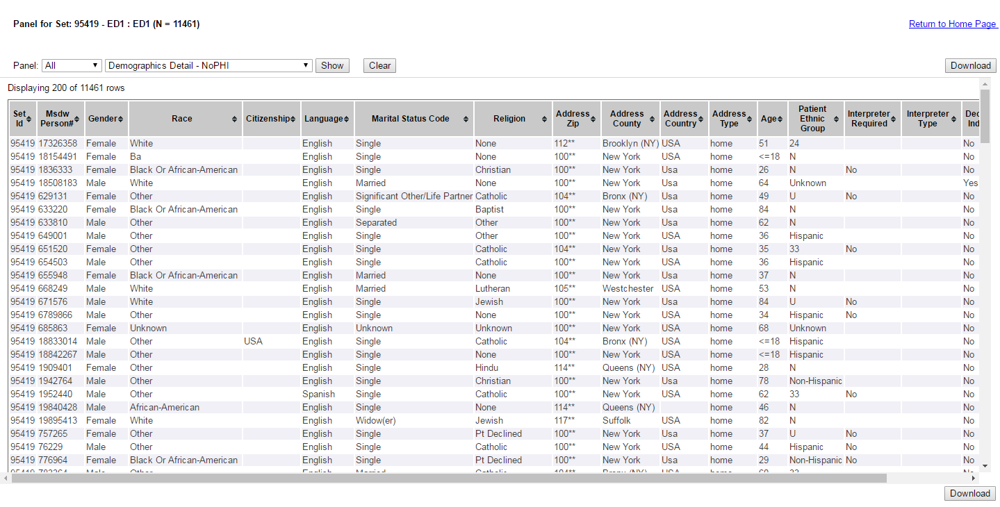 Panel for Set: 95419 - ED1 : ED1 (N = 11461)
Return to Home Page
Panel: All Demographics Detail - NoPHI Show Clear Download
Displaying 200 of 11461 rows
Set Id Msdw Person# Gender Race Citizenship Language Marital Status Code Religion Address Zip Address County Address Country Address Type Age Patient Ethnic Group Interpreter Required Interpreter Type Ind
95419 17326358 Female White English Single None 112** Brooklyn (NY) USA home 51 24 No
95419 18154491 Female Ba English Single None 100** New York USA home <=18 N No
95419 1836333 Female Black Or African-American English Single Christian 100** New York Usa home 26 N No No
95419 18508183 Male White English Married None 100** New York Usa home 64 Unknown Yes
95419 629131 Female Other English Significant Other/Life Partner Catholic 104** Bronx (NY) Usa home 49 U No No
95419 633220 Female Black Or African-American English Single Baptist 100** New York Usa home 84 N No
95419 633810 Male Other English Separated Other 100** New York Usa home 62 N No
95419 649001 Male Other English Single Other 100** New York USA home 36 Hispanic No
95419 651520 Female Other English Single Catholic 104** New York Usa home 35 33 No No
95419 654503 Male Other English Single Catholic 100** New York USA home 36 Hispanic No
95419 655948 Female Black Or African-American English Married None 100** New York Usa home 37 N No
95419 668249 Male White English Married Lutheran 105** Westchester USA home 53 N No
95419 671576 Male White English Single Jewish 100** New York Usa home 84 U No No
95419 6789866 Male Other English Single None 100** New York USA home 34 Hispanic No No
95419 685863 Female Unknown English Unknown Unknown 100** New York USA home 68 Unknown No
95419 18833014 Male Other USA English Single Catholic 104** Bronx (NY) USA home <=18 Hispanic No
95419 18842267 Male Other English Single None 100** New York USA home <=18 Hispanic No
95419 1909401 Female Other English Single Hindu 114** Queens (NY) USA home 28 N No
95419 1942764 Male Other English Single Christian 100** New York Usa home 78 Non-Hispanic No
95419 1952440 Male Other Spanish Single Catholic 100** New York USA home 62 33 No No
95419 19840428 Male African-American English Single None 114** Queens (NY) home 46 N No
95419 19895413 Female White English Widow(er) Jewish 117** Suffolk USA home 82 N No
95419 757265 Female Other English Single Pt Declined 100** New York Usa home 37 U No No
95419 76229 Male Other English Single Catholic 100** New York USA home 44 Hispanic No No
95419 776964 Female Black Or African-American English Single Pt Declined 100** New York Usa home 29 Non-Hispanic No No
Download